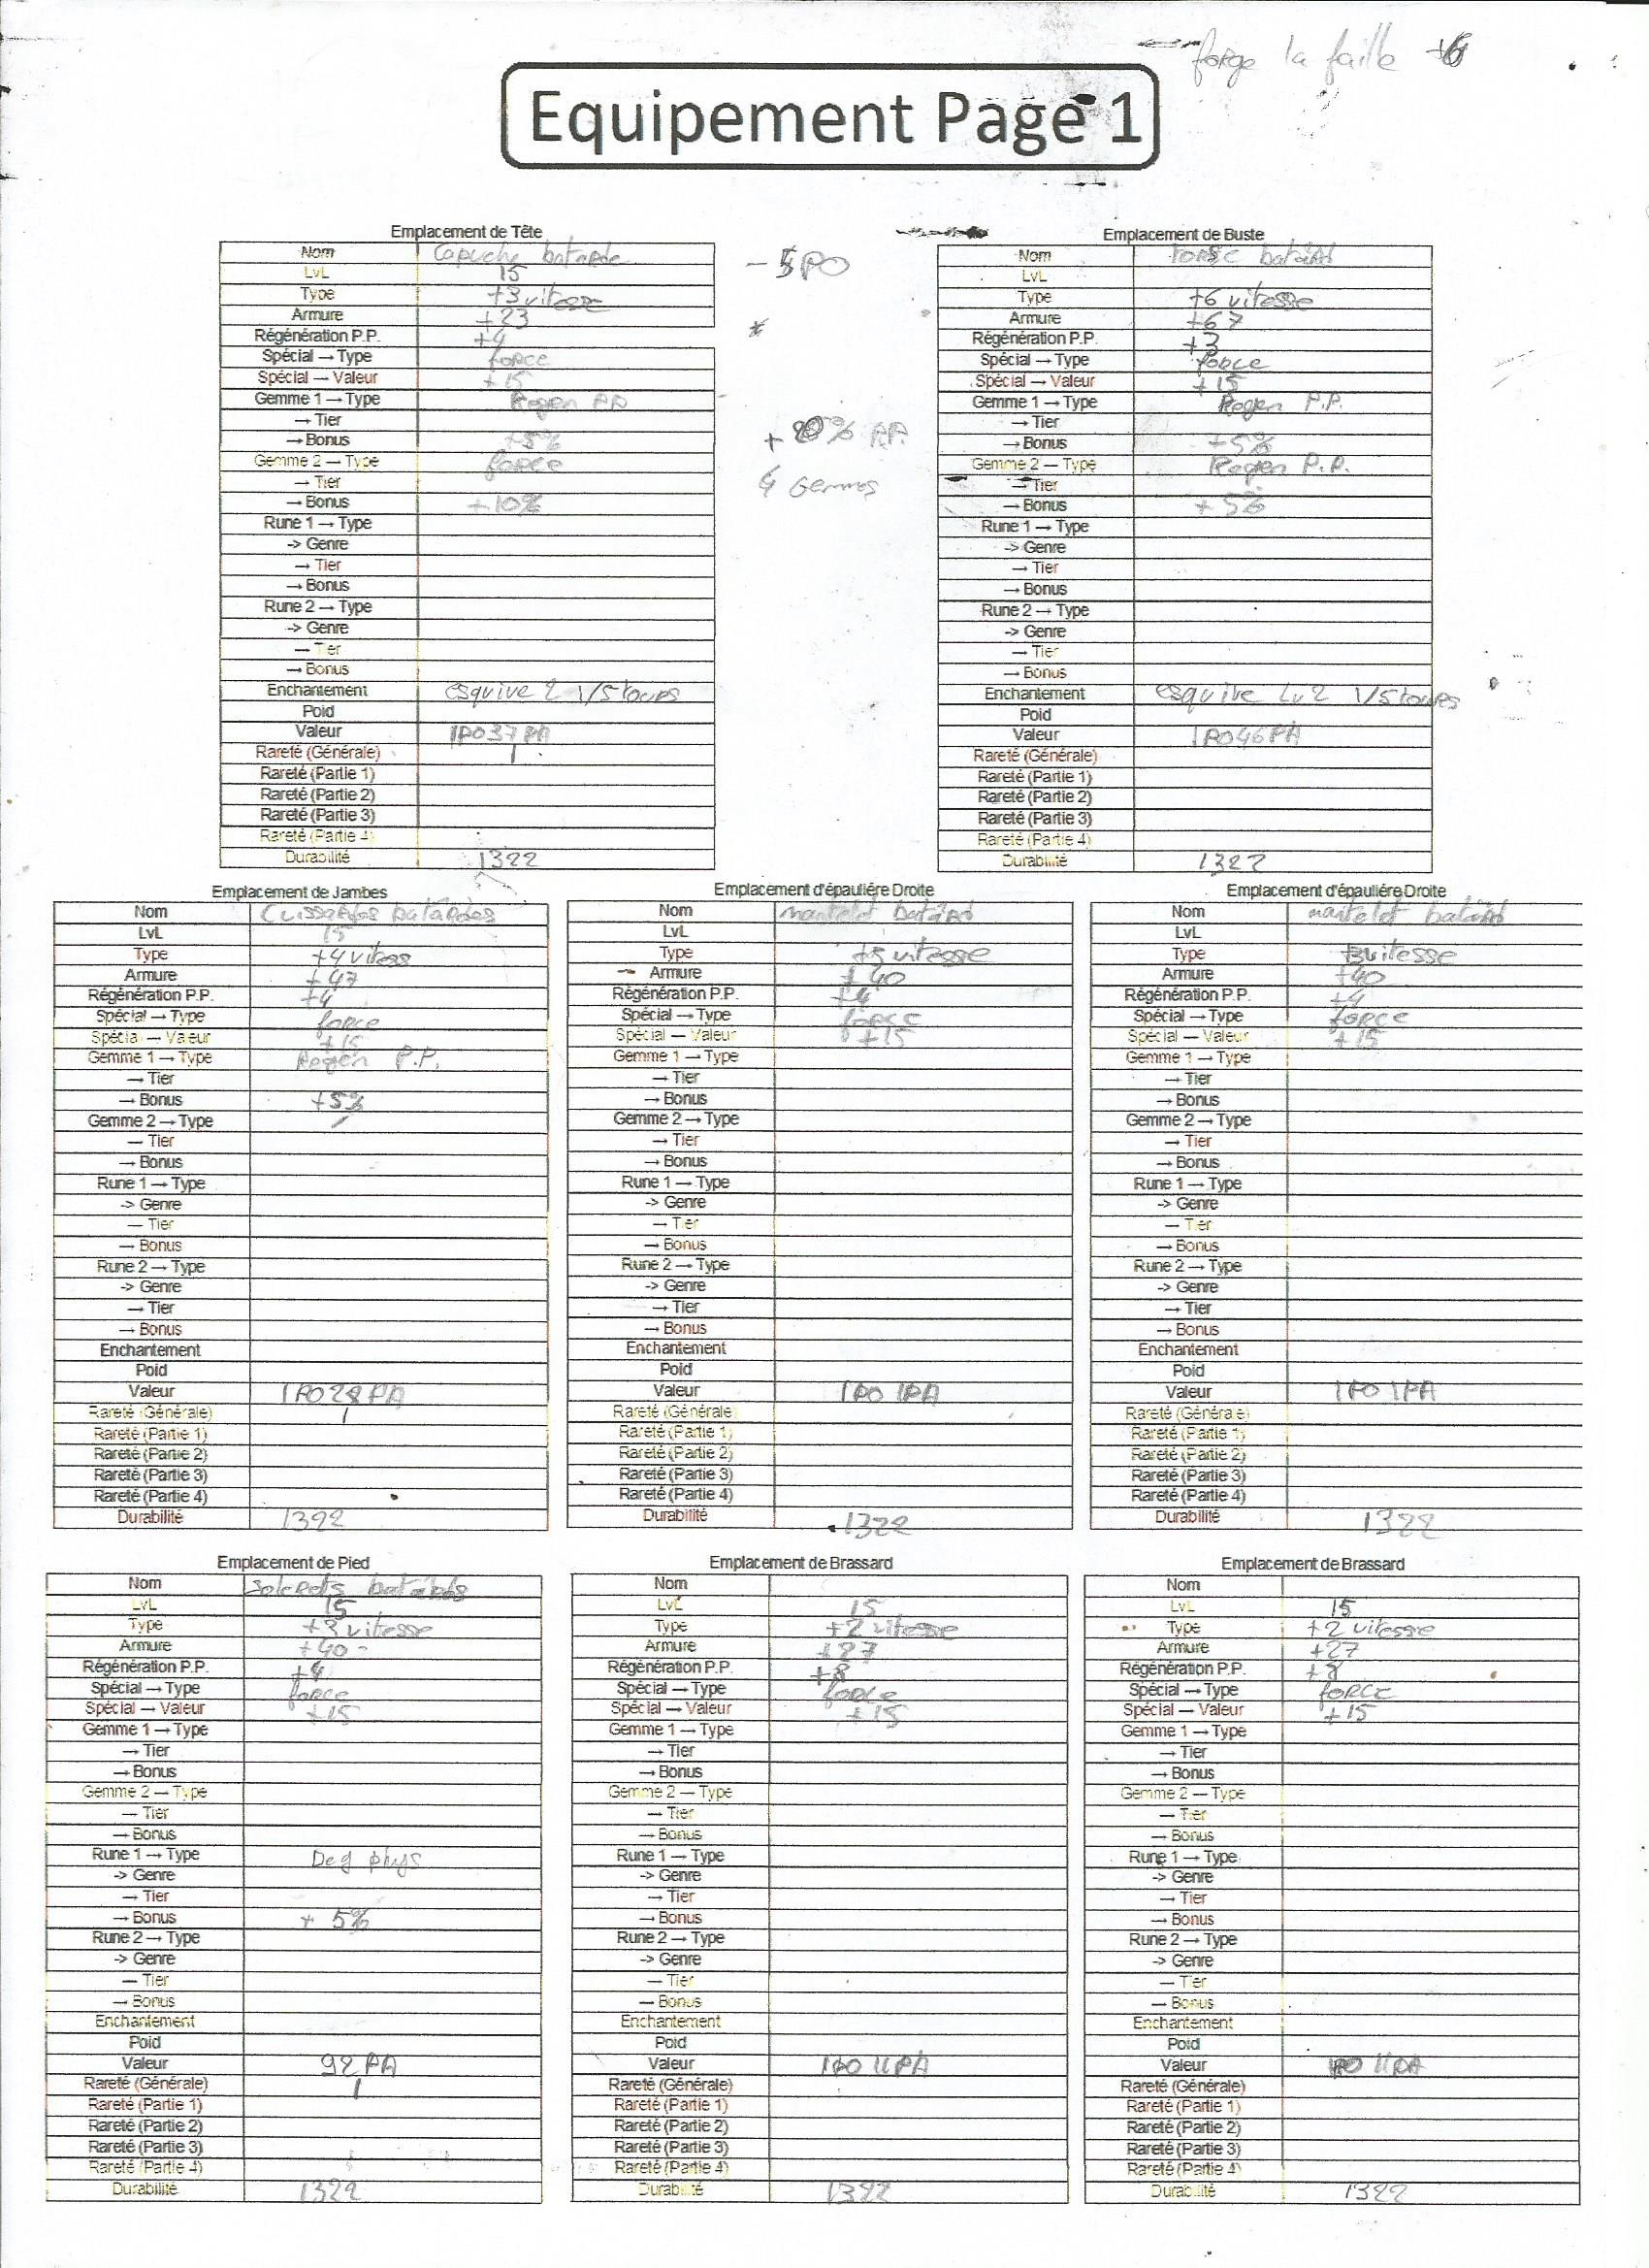 forge la faille +6
Equipement Page 1
Emplacement de Tête
Nom Capuche batarde
LvL 15
Type +3 vitesse
Armure +23
Régénération P.P. +4
Spécial → Type force
Spécial → Valeur +15
Gemme 1 → Type Regen PP
→ Tier
→ Bonus +5%
Gemme 2 → Type force
→ Tier
→ Bonus +10%
Rune 1 → Type
-> Genre
→ Tier
→ Bonus
Rune 2 → Type
-> Genre
→ Tier
→ Bonus
Enchantement esquive 2 1/5 tours
Poid
Valeur 1PO37PA
Rareté (Générale) 1
Rareté (Partie 1)
Rareté (Partie 2)
Rareté (Partie 3)
Rareté (Partie 4)
Durabilité 1322
-5PO
+20% P.P.
4 Gemmes
Emplacement de Buste
Nom torse batârd
LvL
Type +6 vitesse
Armure +67
Régénération P.P. +3
Spécial → Type force
Spécial → Valeur +15
Gemme 1 → Type Regen P.P.
→ Tier
→ Bonus +5%
Gemme 2 → Type Regen P.P.
→ Tier
→ Bonus +5%
Rune 1 → Type
-> Genre
→ Tier
→ Bonus
Rune 2 → Type
-> Genre
→ Tier
→ Bonus
Enchantement esquive Lv2 1/5 tours
Poid
Valeur 1PO46PA
Rareté (Générale)
Rareté (Partie 1)
Rareté (Partie 2)
Rareté (Partie 3)
Rareté (Partie 4)
Durabilité 1322
Emplacement de Jambes
Nom Cuissardes batardes
LvL 15
Type +4 vitess
Armure +47
Régénération P.P. +4
Spécial → Type force
Spécial → Valeur +15
Gemme 1 → Type Regen P.P.
→ Tier
→ Bonus +5%
Gemme 2 → Type
→ Tier
→ Bonus
Rune 1 → Type
-> Genre
→ Tier
→ Bonus
Rune 2 → Type
-> Genre
→ Tier
→ Bonus
Enchantement
Poid
Valeur 1PO28PA
Rareté (Générale) 1
Rareté (Partie 1)
Rareté (Partie 2)
Rareté (Partie 3)
Rareté (Partie 4)
Durabilité 1322
Emplacement d'épaulière Droite
Nom mantelet batârd
LvL
Type +5 vitesse
Armure +40
Régénération P.P. +4
Spécial → Type force
Spécial → Valeur +15
Gemme 1 → Type
→ Tier
→ Bonus
Gemme 2 → Type
→ Tier
→ Bonus
Rune 1 → Type
-> Genre
→ Tier
→ Bonus
Rune 2 → Type
-> Genre
→ Tier
→ Bonus
Enchantement
Poid
Valeur 1PO 1PA
Rareté (Générale)
Rareté (Partie 1)
Rareté (Partie 2)
Rareté (Partie 3)
Rareté (Partie 4)
Durabilité 1322
Emplacement d'épaulière Droite
Nom mantelet batârd
LvL
Type +3 vitesse
Armure +40
Régénération P.P. +4
Spécial → Type force
Spécial → Valeur +15
Gemme 1 → Type
→ Tier
→ Bonus
Gemme 2 → Type
→ Tier
→ Bonus
Rune 1 → Type
-> Genre
→ Tier
→ Bonus
Rune 2 → Type
-> Genre
→ Tier
→ Bonus
Enchantement
Poid
Valeur 1PO 1PA
Rareté (Générale)
Rareté (Partie 1)
Rareté (Partie 2)
Rareté (Partie 3)
Rareté (Partie 4)
Durabilité 1322
Emplacement de Pied
Nom Solerets batârds
LvL 15
Type +3 vitesse
Armure +40
Régénération P.P. +4
Spécial → Type force
Spécial → Valeur +15
Gemme 1 → Type
→ Tier
→ Bonus
Gemme 2 → Type
→ Tier
→ Bonus
Rune 1 → Type Deg phys
-> Genre
→ Tier
→ Bonus + 5%
Rune 2 → Type
-> Genre
→ Tier
→ Bonus
Enchantement
Poid
Valeur 92 PA
Rareté (Générale) 1
Rareté (Partie 1)
Rareté (Partie 2)
Rareté (Partie 3)
Rareté (Partie 4)
Durabilité 1322
Emplacement de Brassard
Nom
LvL 15
Type +2 vitesse
Armure +27
Régénération P.P. +8
Spécial → Type force
Spécial → Valeur +15
Gemme 1 → Type
→ Tier
→ Bonus
Gemme 2 → Type
→ Tier
→ Bonus
Rune 1 → Type
-> Genre
→ Tier
→ Bonus
Rune 2 → Type
-> Genre
→ Tier
→ Bonus
Enchantement
Poid
Valeur 1PO 11PA
Rareté (Générale)
Rareté (Partie 1)
Rareté (Partie 2)
Rareté (Partie 3)
Rareté (Partie 4)
Durabilité 1322
Emplacement de Brassard
Nom
LvL 15
Type +2 vitesse
Armure +27
Régénération P.P. +8
Spécial → Type force
Spécial → Valeur +15
Gemme 1 → Type
→ Tier
→ Bonus
Gemme 2 → Type
→ Tier
→ Bonus
Rune 1 → Type
-> Genre
→ Tier
→ Bonus
Rune 2 → Type
-> Genre
→ Tier
→ Bonus
Enchantement
Poid
Valeur 1PO 11PA
Rareté (Générale)
Rareté (Partie 1)
Rareté (Partie 2)
Rareté (Partie 3)
Rareté (Partie 4)
Durabilité 1322